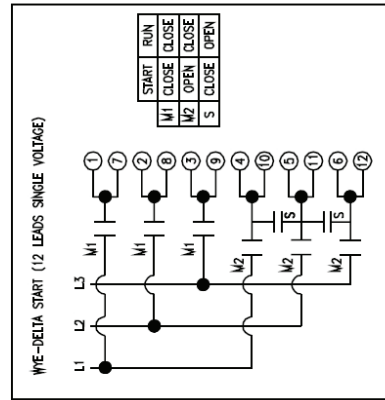 WYE-DELTA START (12 LEADS SINGLE VOLTAGE)
L1 L2 L3
M1
M1
M1
M2
M2
M2
S
S
1
7
2
8
3
9
4
10
5
11
6
12
START RUN
M1 CLOSE CLOSE
M2 OPEN CLOSE
S CLOSE OPEN